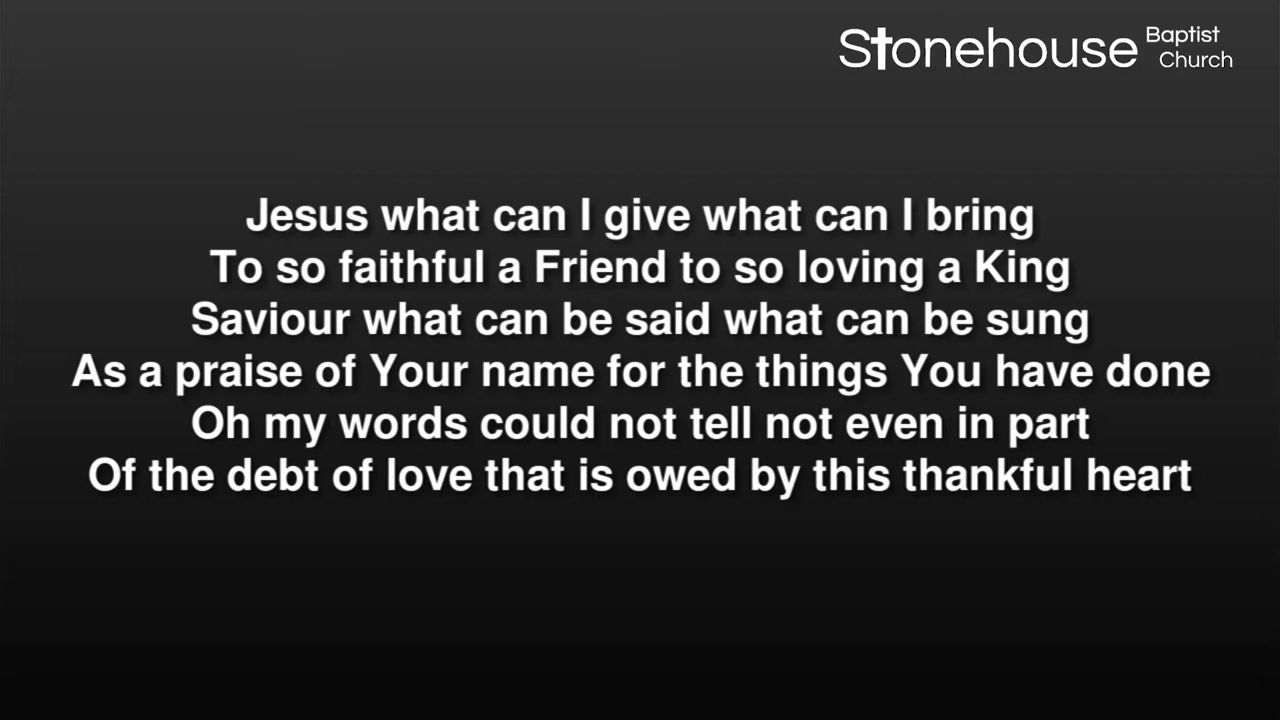 Stonehouse Baptist Church
Jesus what can I give what can I bring
To so faithful a Friend to so loving a King
Saviour what can be said what can be sung
As a praise of Your name for the things You have done
Oh my words could not tell not even in part
Of the debt of love that is owed by this thankful heart